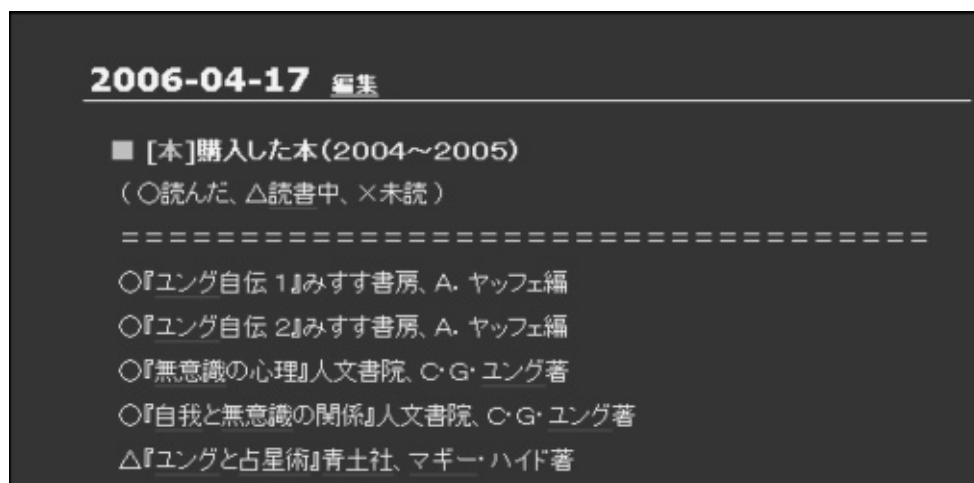 2006-04-17 編集
■ [本]購入した本(2004～2005)
( ○読んだ、△読書中、×未読 )
==================================
○『ユング自伝 1』みすす書房、A. ヤッフェ編
○『ユング自伝 2』みすす書房、A. ヤッフェ編
○『無意識の心理』人文書院、C・G・ユング著
○『自我と無意識の関係』人文書院、C・G・ユング著
△『ユングと占星術』青土社、マギー・ハイド著